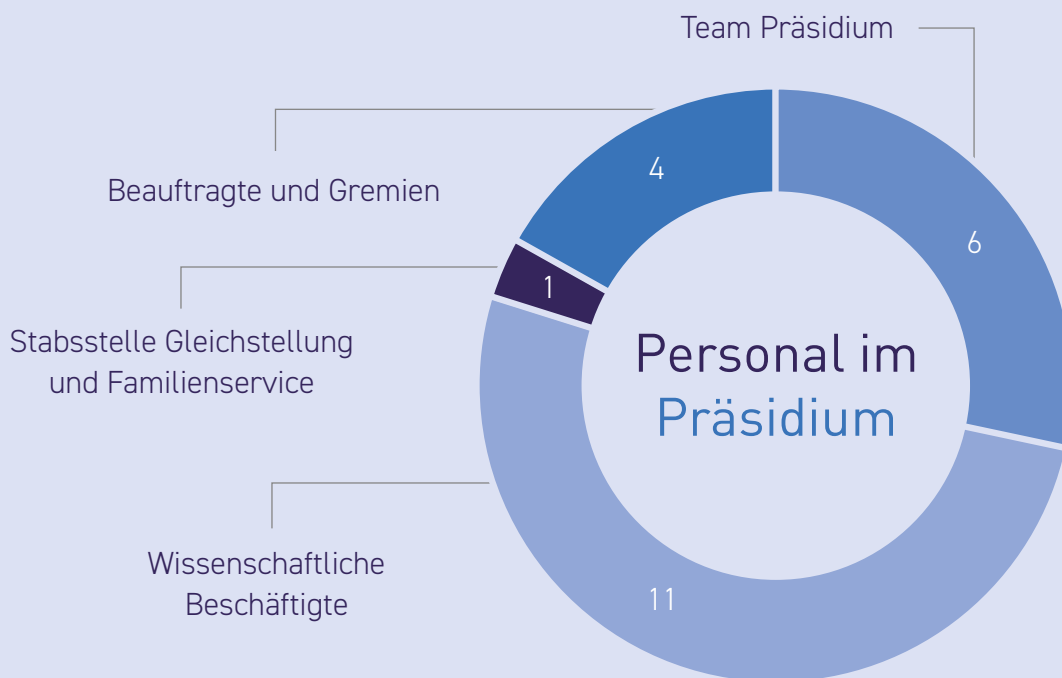 Team Präsidium
4
Beauftragte und Gremien
6
1
Stabsstelle Gleichstellung
und Familienservice
Personal im
Präsidium
Wissenschaftliche
Beschäftigte
11